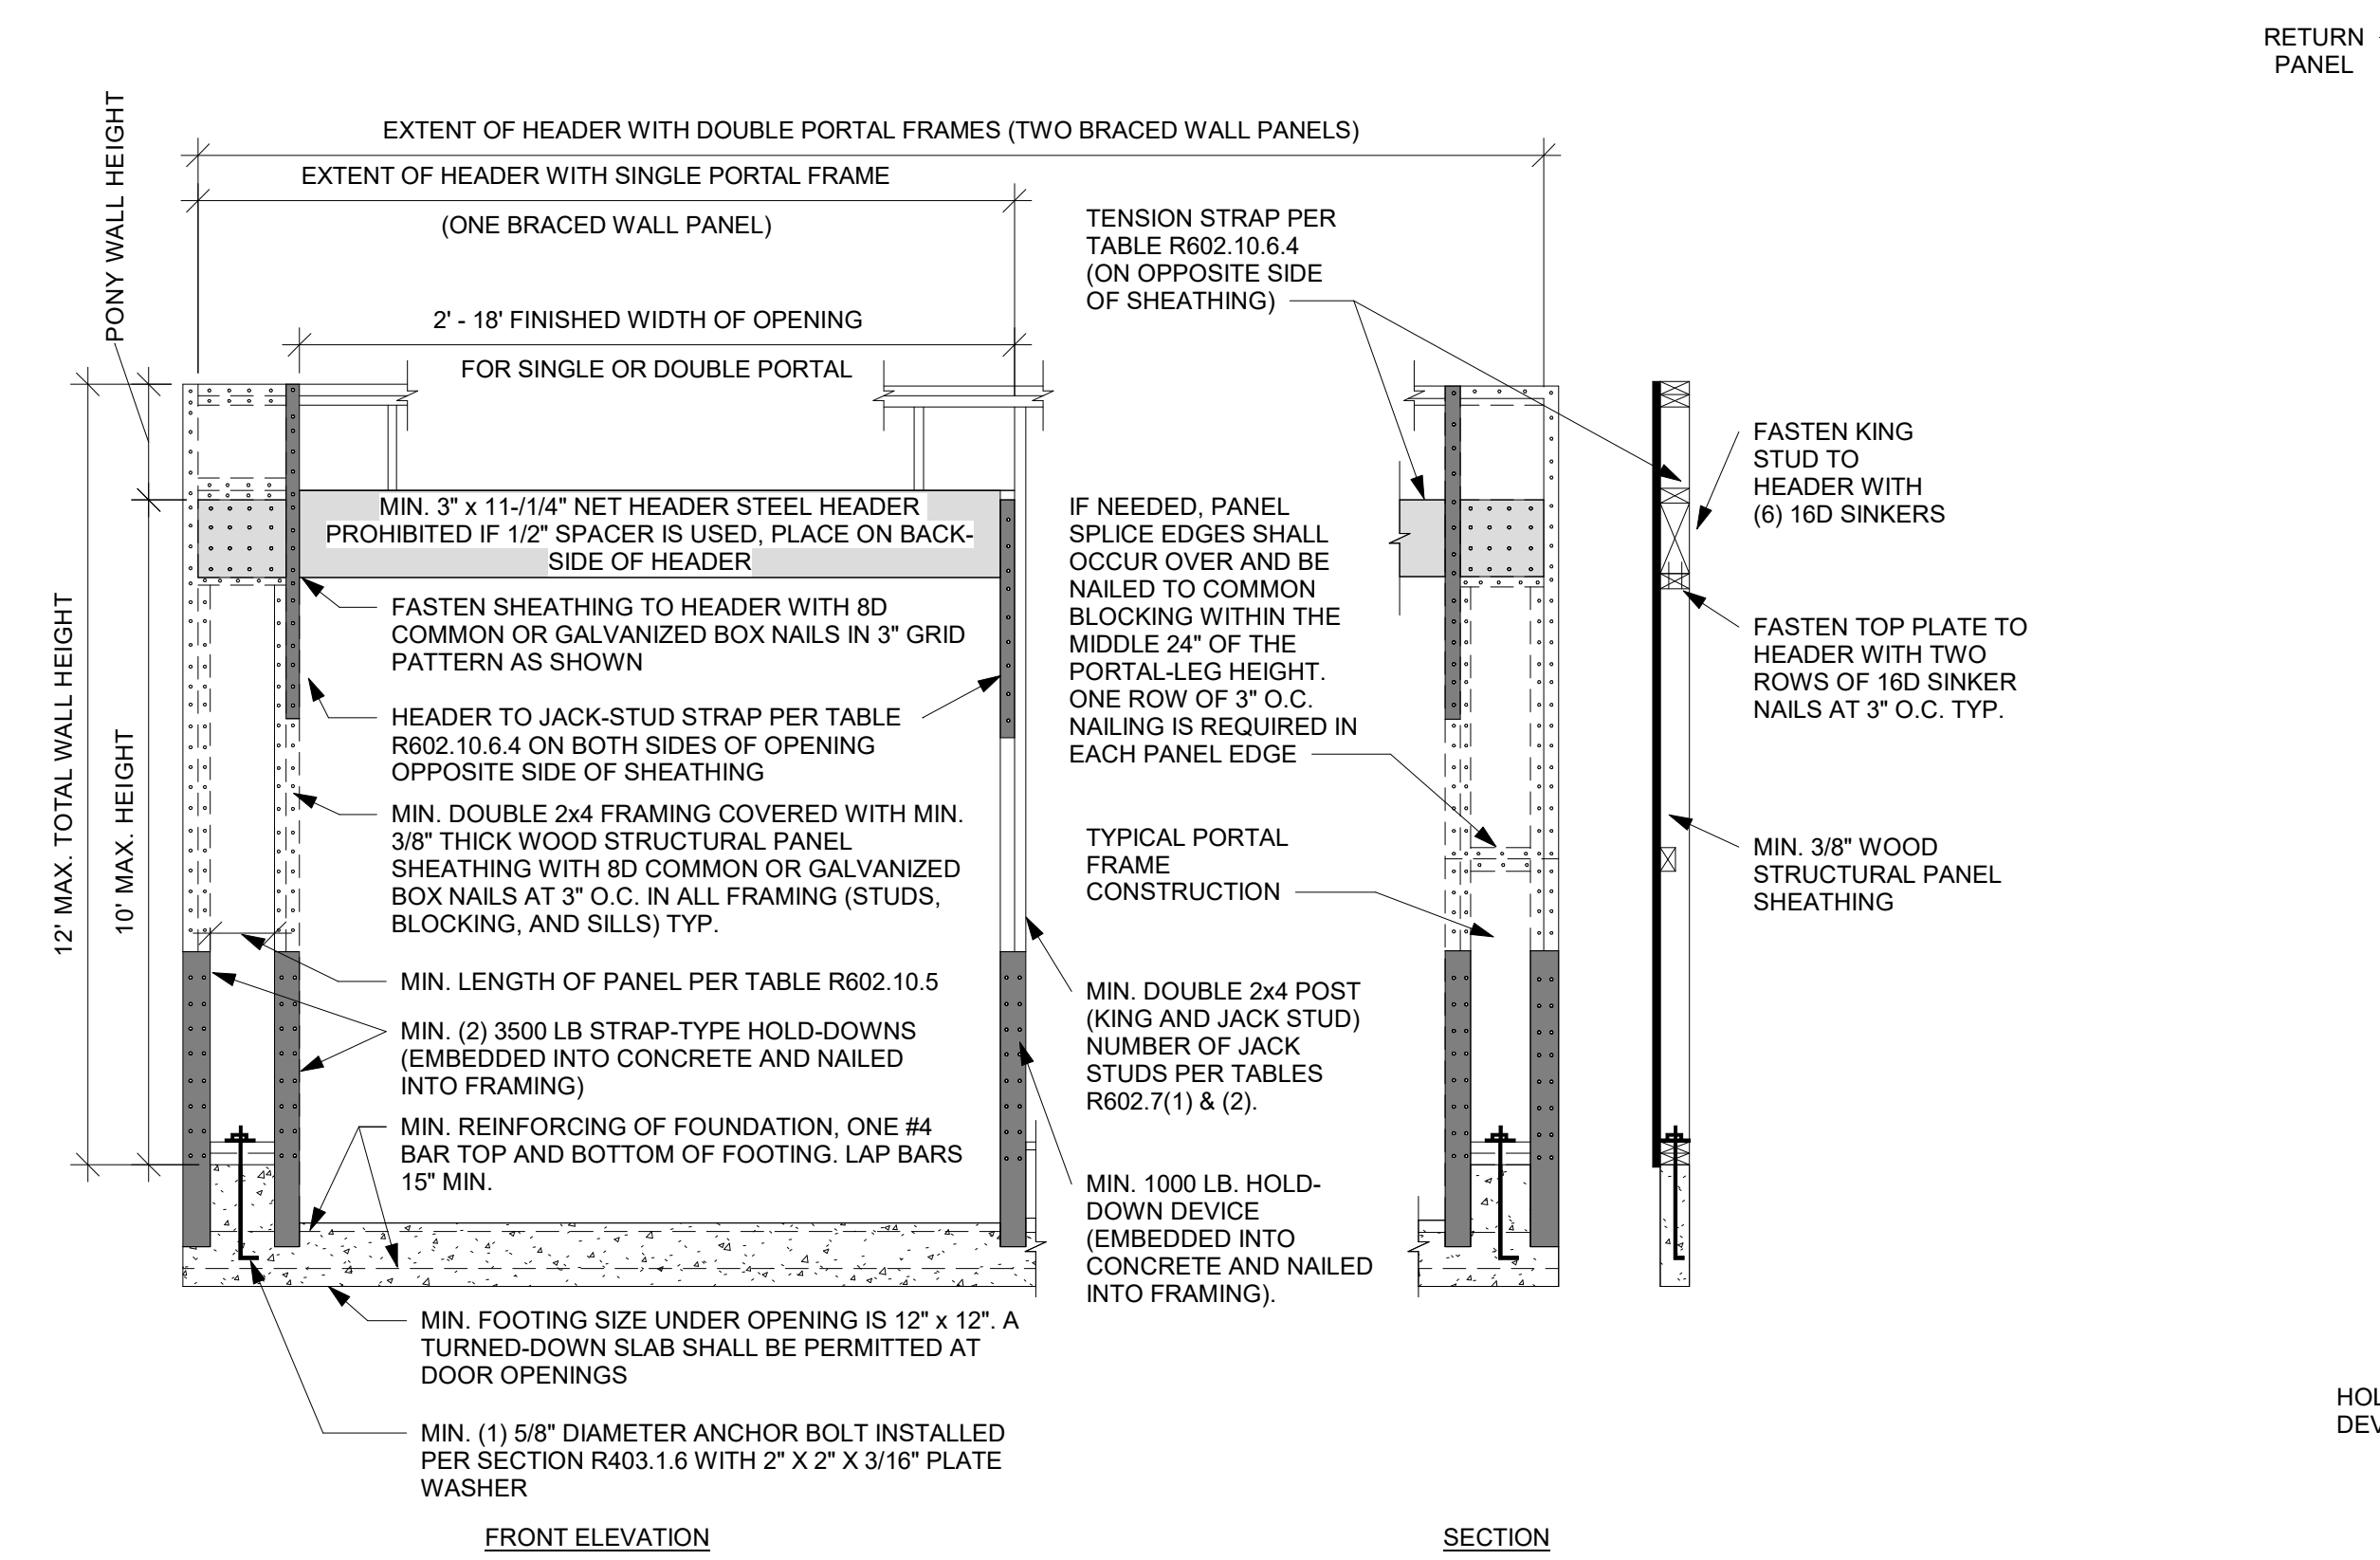 RETURN
PANEL
PONY WALL HEIGHT
EXTENT OF HEADER WITH DOUBLE PORTAL FRAMES (TWO BRACED WALL PANELS)
EXTENT OF HEADER WITH SINGLE PORTAL FRAME
(ONE BRACED WALL PANEL)
2' - 18' FINISHED WIDTH OF OPENING
FOR SINGLE OR DOUBLE PORTAL
12' MAX. TOTAL WALL HEIGHT
10' MAX. HEIGHT
MIN. 3" x 11-/1/4" NET HEADER STEEL HEADER
PROHIBITED IF 1/2" SPACER IS USED, PLACE ON BACK-
SIDE OF HEADER
FASTEN SHEATHING TO HEADER WITH 8D
COMMON OR GALVANIZED BOX NAILS IN 3" GRID
PATTERN AS SHOWN
HEADER TO JACK-STUD STRAP PER TABLE
R602.10.6.4 ON BOTH SIDES OF OPENING
OPPOSITE SIDE OF SHEATHING
MIN. DOUBLE 2x4 FRAMING COVERED WITH MIN.
3/8" THICK WOOD STRUCTURAL PANEL
SHEATHING WITH 8D COMMON OR GALVANIZED
BOX NAILS AT 3" O.C. IN ALL FRAMING (STUDS,
BLOCKING, AND SILLS) TYP.
MIN. LENGTH OF PANEL PER TABLE R602.10.5
MIN. (2) 3500 LB STRAP-TYPE HOLD-DOWNS
(EMBEDDED INTO CONCRETE AND NAILED
INTO FRAMING)
MIN. REINFORCING OF FOUNDATION, ONE #4
BAR TOP AND BOTTOM OF FOOTING. LAP BARS
15" MIN.
MIN. FOOTING SIZE UNDER OPENING IS 12" x 12". A
TURNED-DOWN SLAB SHALL BE PERMITTED AT
DOOR OPENINGS
MIN. (1) 5/8" DIAMETER ANCHOR BOLT INSTALLED
PER SECTION R403.1.6 WITH 2" X 2" X 3/16" PLATE
WASHER
FRONT ELEVATION
TENSION STRAP PER
TABLE R602.10.6.4
(ON OPPOSITE SIDE
OF SHEATHING)
IF NEEDED, PANEL
SPLICE EDGES SHALL
OCCUR OVER AND BE
NAILED TO COMMON
BLOCKING WITHIN THE
MIDDLE 24" OF THE
PORTAL-LEG HEIGHT.
ONE ROW OF 3" O.C.
NAILING IS REQUIRED IN
EACH PANEL EDGE
TYPICAL PORTAL
FRAME
CONSTRUCTION
MIN. DOUBLE 2x4 POST
(KING AND JACK STUD)
NUMBER OF JACK
STUDS PER TABLES
R602.7(1) & (2).
MIN. 1000 LB. HOLD-
DOWN DEVICE
(EMBEDDED INTO
CONCRETE AND NAILED
INTO FRAMING).
FASTEN KING
STUD TO
HEADER WITH
(6) 16D SINKERS
FASTEN TOP PLATE TO
HEADER WITH TWO
ROWS OF 16D SINKER
NAILS AT 3" O.C. TYP.
MIN. 3/8" WOOD
STRUCTURAL PANEL
SHEATHING
SECTION